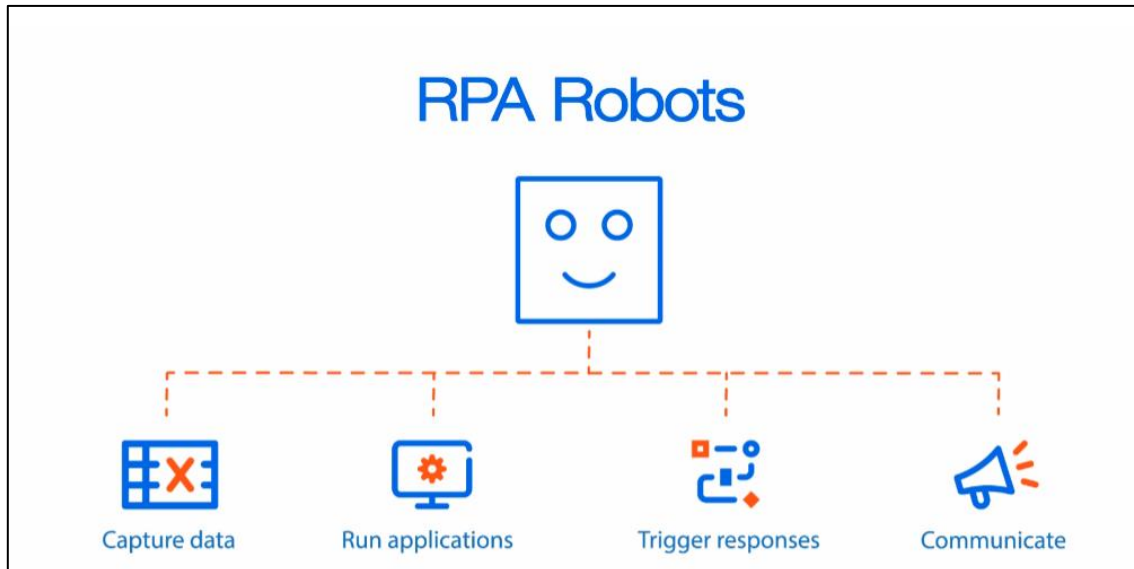 RPA Robots
Capture data
Run applications
Trigger responses
Communicate